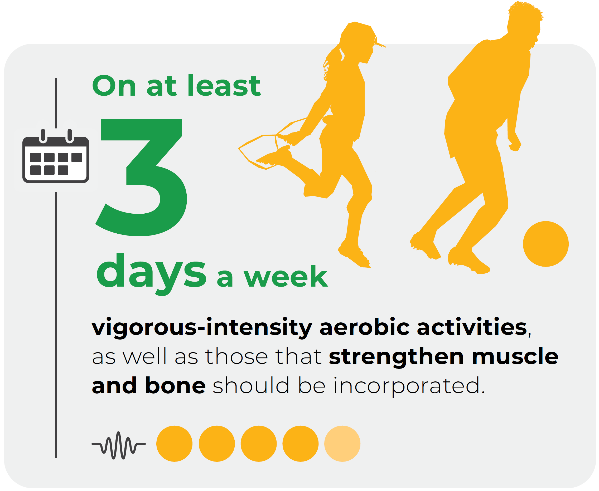 On at least
3
days a week
vigorous-intensity aerobic activities,
as well as those that strengthen muscle
and bone should be incorporated.